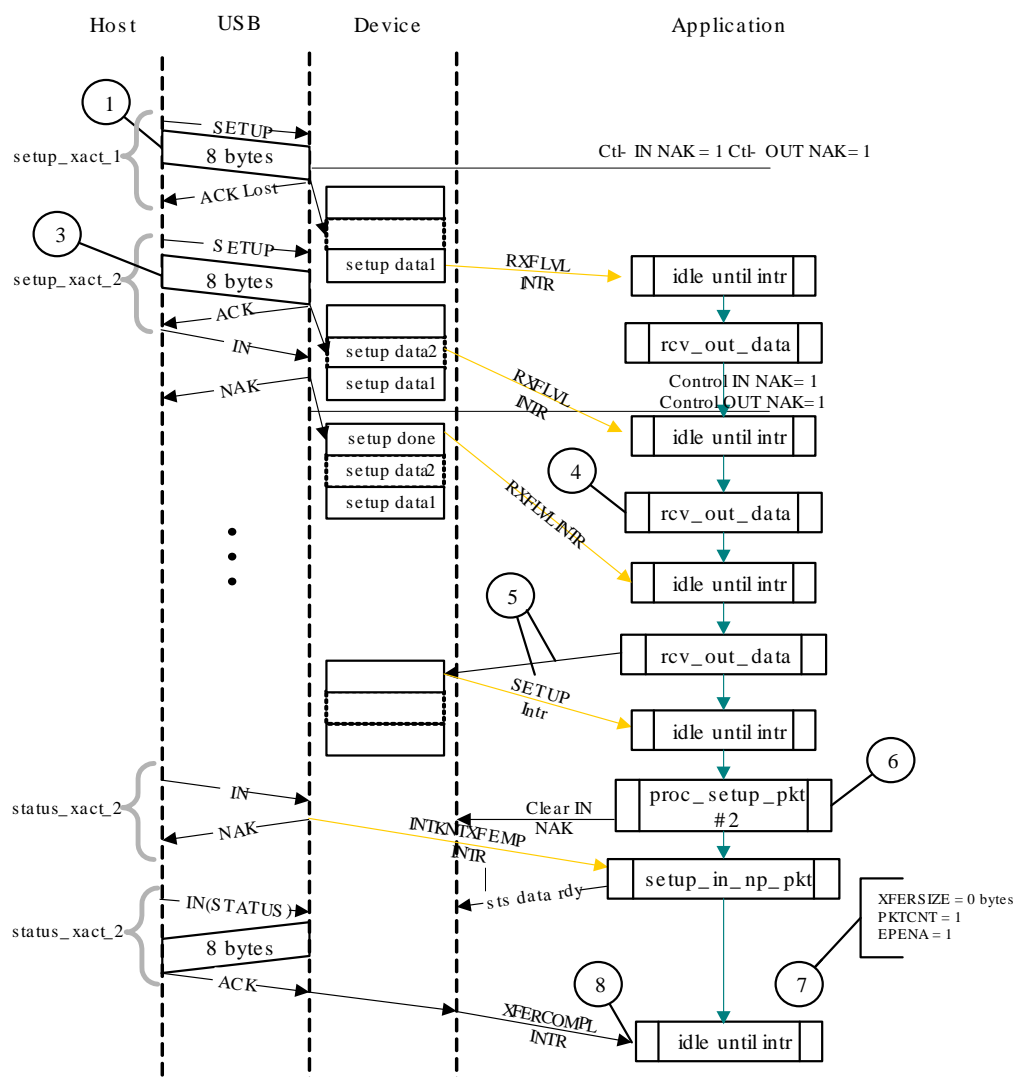 Host USB Device Application
1
SETUP
setup_xact_1
8 bytes
Ctl- IN NAK = 1 Ctl- OUT NAK= 1
ACK Lost
3
SETUP
setup data1
RXFLVL
INTR
idle until intr
setup_xact_2
8 bytes
ACK
rcv_out_data
IN
setup data2
NAK
setup data1
RXFLVL
INTR
Control IN NAK= 1
Control OUT NAK= 1
setup done
idle until intr
setup data2
4
setup data1
RXFLVL INTR
rcv_out_data
idle until intr
5
rcv_out_data
SETUP
Intr
idle until intr
6
status_xact_2
IN
NAK
Clear IN
NAK
proc_setup_pkt
#2
INTKNTXFEMP
INTR
setup_in_np_pkt
sts data rdy
status_xact_2
IN(STATUS)
8 bytes
XFERSIZE = 0 bytes
PKTCNT = 1
EPENA = 1
ACK
8
7
XFERCOMPL
INTR
idle until intr